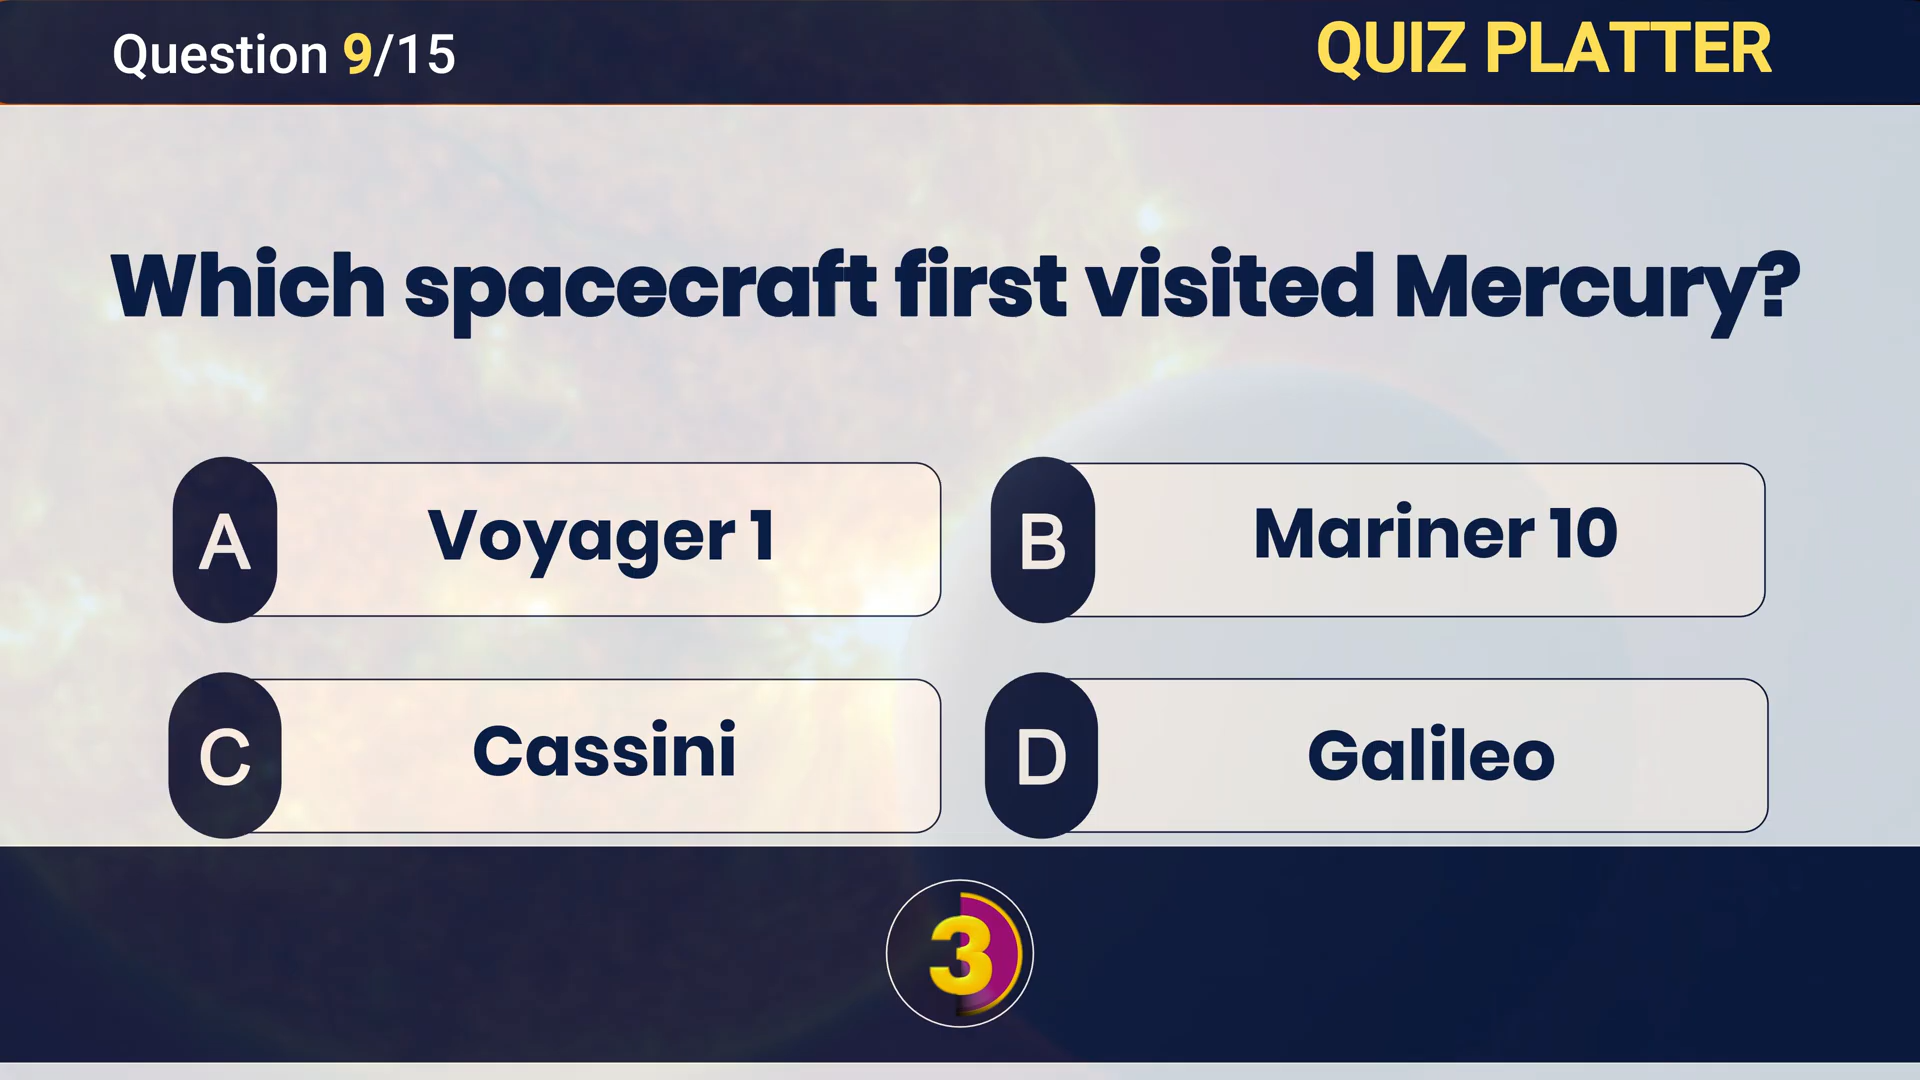 Question 9/15
QUIZ PLATTER
Which spacecraft first visited Mercury?
A Voyager 1
B Mariner 10
C Cassini
D Galileo
3